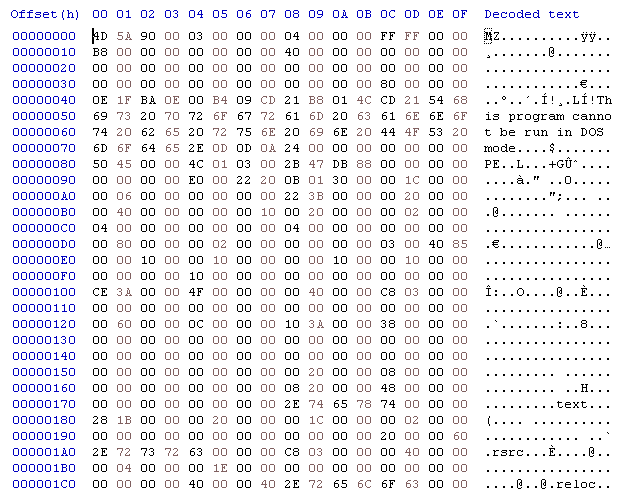 Offset(h) 00 01 02 03 04 05 06 07 08 09 0A 0B 0C 0D 0E 0F Decoded text
00000000 4D 5A 90 00 03 00 00 00 04 00 00 00 FF FF 00 00 MZ..........ÿÿ..
00000010 B8 00 00 00 00 00 00 00 40 00 00 00 00 00 00 00 ¸.......@.......
00000020 00 00 00 00 00 00 00 00 00 00 00 00 00 00 00 00 ................
00000030 00 00 00 00 00 00 00 00 00 00 00 00 80 00 00 00 ............€...
00000040 0E 1F BA 0E 00 B4 09 CD 21 B8 01 4C CD 21 54 68 ..º..´.Í!¸.LÍ!Th
00000050 69 73 20 70 72 6F 67 72 61 6D 20 63 61 6E 6E 6F is program canno
00000060 74 20 62 65 20 72 75 6E 20 69 6E 20 44 4F 53 20 t be run in DOS
00000070 6D 6F 64 65 2E 0D 0D 0A 24 00 00 00 00 00 00 00 mode....$.......
00000080 50 45 00 00 4C 01 03 00 2B 47 DB 88 00 00 00 00 PE..L...+GÛˆ....
00000090 00 00 00 00 E0 00 22 20 0B 01 30 00 00 1C 00 00 ....à." ..0.....
000000A0 00 06 00 00 00 00 00 00 22 3B 00 00 00 20 00 00 ........";... ..
000000B0 00 40 00 00 00 00 00 10 00 20 00 00 00 02 00 00 .@....... ......
000000C0 04 00 00 00 00 00 00 00 04 00 00 00 00 00 00 00 ................
000000D0 00 80 00 00 00 02 00 00 00 00 00 00 03 00 40 85 .€............@…
000000E0 00 00 10 00 00 10 00 00 00 00 10 00 00 10 00 00 ................
000000F0 00 00 00 00 10 00 00 00 00 00 00 00 00 00 00 00 ................
00000100 CE 3A 00 00 4F 00 00 00 00 40 00 00 C8 03 00 00 Î:..O....@..È...
00000110 00 00 00 00 00 00 00 00 00 00 00 00 00 00 00 00 ................
00000120 00 60 00 00 0C 00 00 00 10 3A 00 00 38 00 00 00 .`.......:..8...
00000130 00 00 00 00 00 00 00 00 00 00 00 00 00 00 00 00 ................
00000140 00 00 00 00 00 00 00 00 00 00 00 00 00 00 00 00 ................
00000150 00 00 00 00 00 00 00 00 00 20 00 00 08 00 00 00 ......... ......
00000160 00 00 00 00 00 00 00 00 08 20 00 00 48 00 00 00 ......... ..H...
00000170 00 00 00 00 00 00 00 00 2E 74 65 78 74 00 00 00 .........text...
00000180 28 1B 00 00 00 20 00 00 00 1C 00 00 00 02 00 00 (.... ..........
00000190 00 00 00 00 00 00 00 00 00 00 00 00 20 00 00 60 ............ ..`
000001A0 2E 72 73 72 63 00 00 00 C8 03 00 00 00 40 00 00 .rsrc...È....@..
000001B0 00 04 00 00 00 1E 00 00 00 00 00 00 00 00 00 00 ................
000001C0 00 00 00 00 40 00 00 40 2E 72 65 6C 6F 63 00 00 ....@..@.reloc..